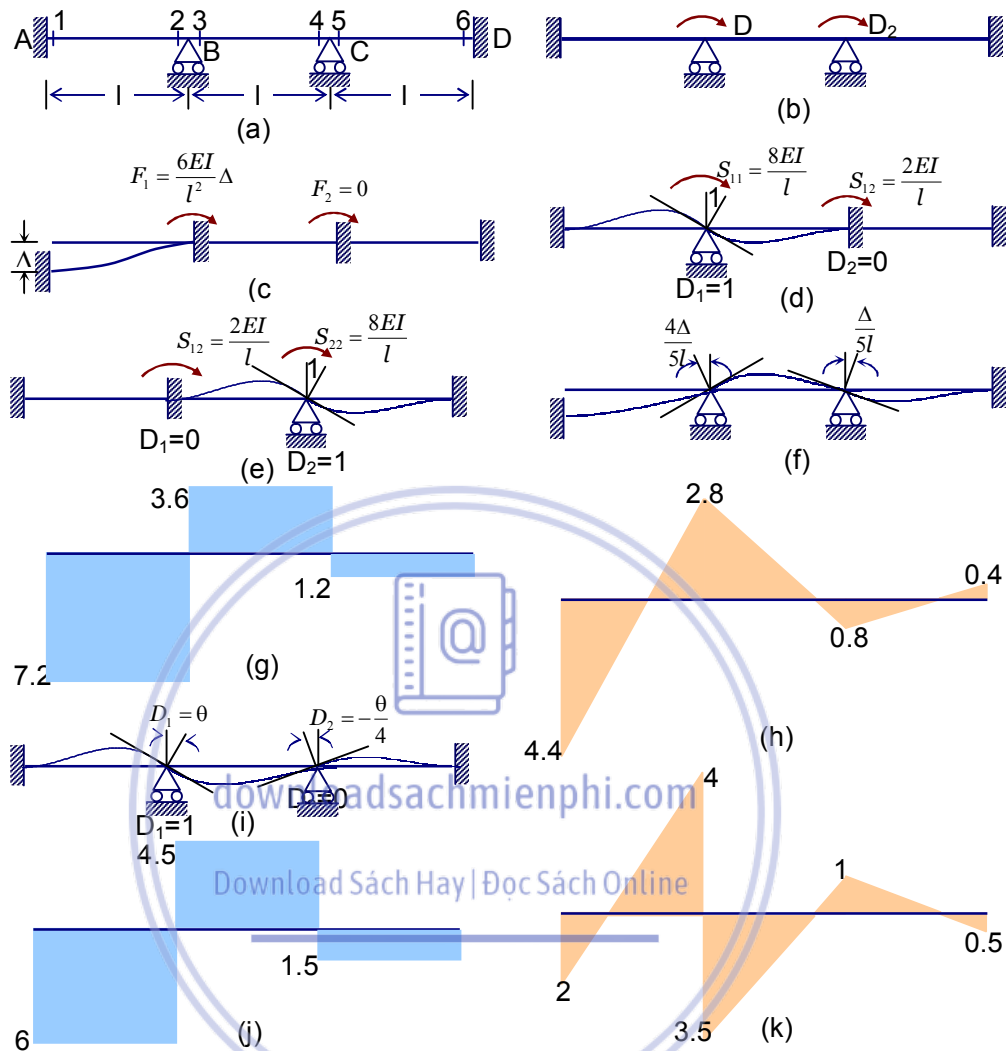 A 1 2 3 4 5 6 D
B C
l l l
(a)
D D₂
(b)
F₁ = 6EI/l² Δ F₂ = 0
Δ
(c
S₁₁ = 8EI/l S₁₂ = 2EI/l
1
D₁=1 D₂=0
(d)
S₁₂ = 2EI/l S₂₂ = 8EI/l
1
D₁=0 D₂=1
(e)
4Δ/5l Δ/5l
(f)
3.6
1.2
7.2
(g)
2.8
0.4
0.8
4.4
(h)
@
D₁ = θ D₂ = -θ/4
D₁=1
(i)
downloadsachmienphi.com
Download Sách Hay | Đọc Sách Online
4.5
1.5
6
(j)
4
1
0.5
2
3.5
(k)